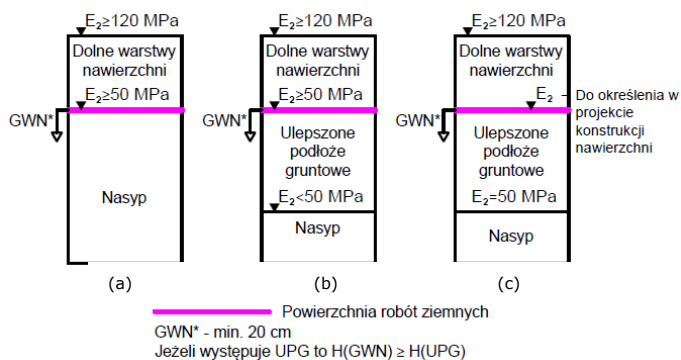 E2≥120 MPa
Dolne warstwy
nawierzchni
E2≥50 MPa
GWN*
Nasyp
(a)
E2≥120 MPa
Dolne warstwy
nawierzchni
E2≥50 MPa
GWN*
Ulepszone
podłoże
gruntowe
E2<50 MPa
Nasyp
(b)
E2≥120 MPa
Dolne warstwy
nawierzchni
E2 – Do określenia w
projekcie
konstrukcji
nawierzchni
GWN*
Ulepszone
podłoże
gruntowe
E2=50 MPa
Nasyp
(c)
Powierzchnia robót ziemnych
GWN* - min. 20 cm
Jeżeli występuje UPG to H(GWN) ≥ H(UPG)